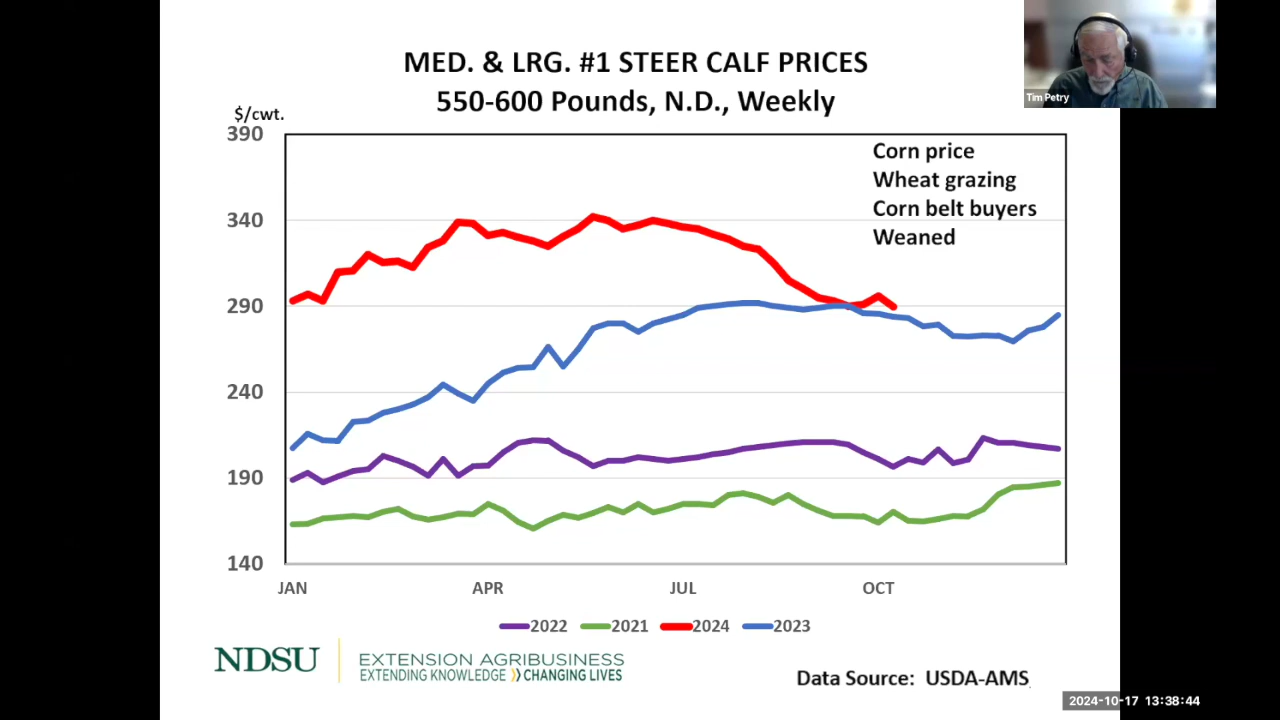 MED. & LRG. #1 STEER CALF PRICES
550-600 Pounds, N.D., Weekly
Tim Petry
$/cwt.
390
340
290
240
190
140
Corn price
Wheat grazing
Corn belt buyers
Weaned
JAN APR JUL OCT
2022 2021 2024 2023
NDSU EXTENSION AGRIBUSINESS
EXTENDING KNOWLEDGE CHANGING LIVES
Data Source: USDA-AMS
2024-10-17 13:38:44